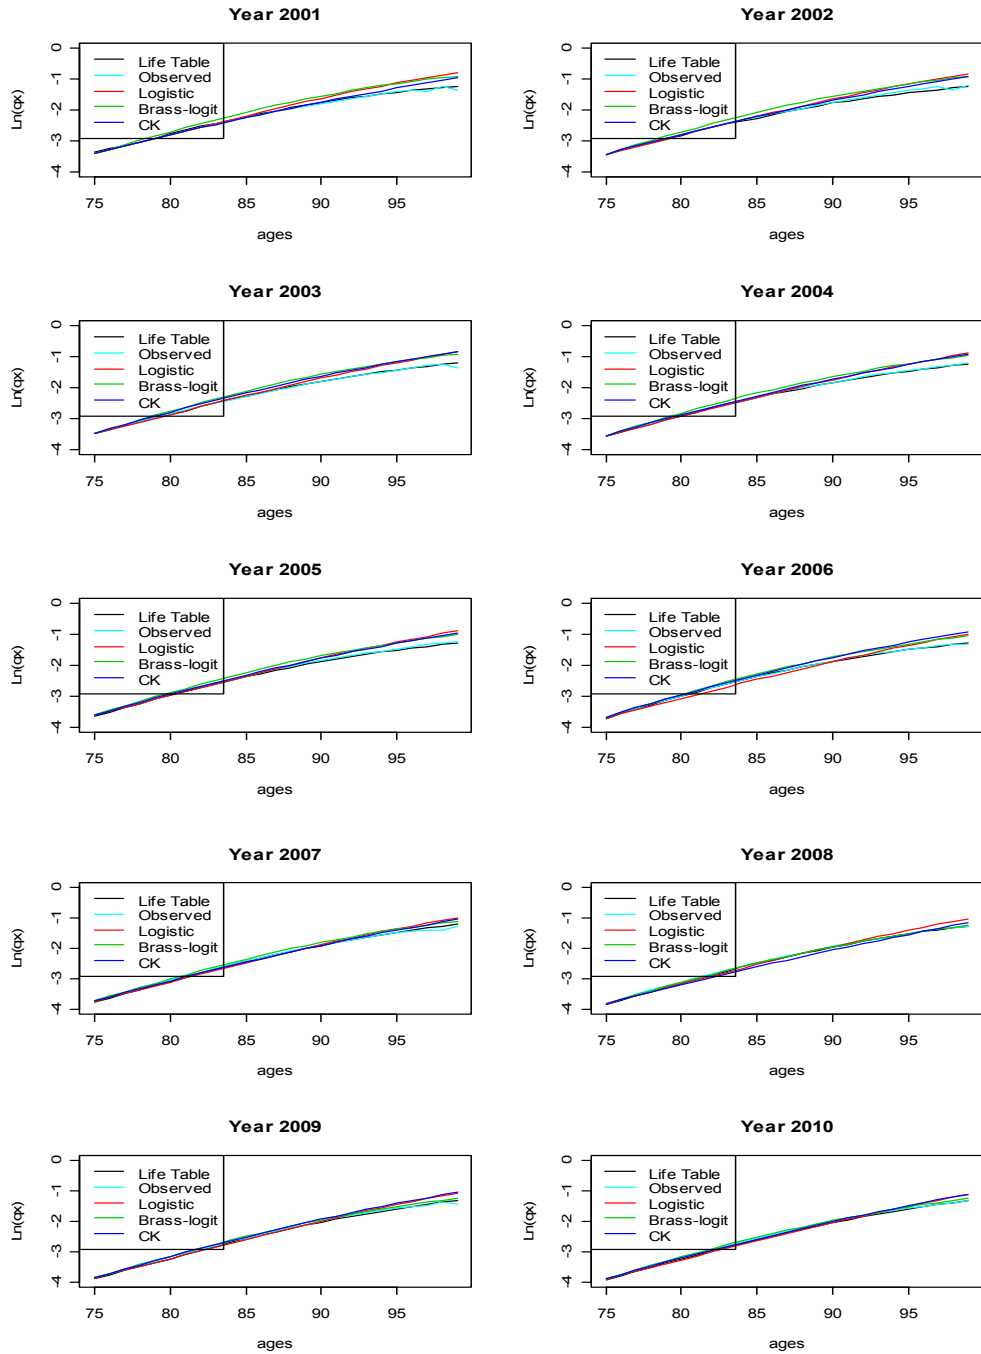 Year 2001
Ln(qx)
0
-1
-2
-3
-4
Life Table
Observed
Logistic
Brass-logit
CK
75 80 85 90 95
ages
Year 2002
Ln(qx)
0
-1
-2
-3
-4
Life Table
Observed
Logistic
Brass-logit
CK
75 80 85 90 95
ages
Year 2003
Ln(qx)
0
-1
-2
-3
-4
Life Table
Observed
Logistic
Brass-logit
CK
75 80 85 90 95
ages
Year 2004
Ln(qx)
0
-1
-2
-3
-4
Life Table
Observed
Logistic
Brass-logit
CK
75 80 85 90 95
ages
Year 2005
Ln(qx)
0
-1
-2
-3
-4
Life Table
Observed
Logistic
Brass-logit
CK
75 80 85 90 95
ages
Year 2006
Ln(qx)
0
-1
-2
-3
-4
Life Table
Observed
Logistic
Brass-logit
CK
75 80 85 90 95
ages
Year 2007
Ln(qx)
0
-1
-2
-3
-4
Life Table
Observed
Logistic
Brass-logit
CK
75 80 85 90 95
ages
Year 2008
Ln(qx)
0
-1
-2
-3
-4
Life Table
Observed
Logistic
Brass-logit
CK
75 80 85 90 95
ages
Year 2009
Ln(qx)
0
-1
-2
-3
-4
Life Table
Observed
Logistic
Brass-logit
CK
75 80 85 90 95
ages
Year 2010
Ln(qx)
0
-1
-2
-3
-4
Life Table
Observed
Logistic
Brass-logit
CK
75 80 85 90 95
ages